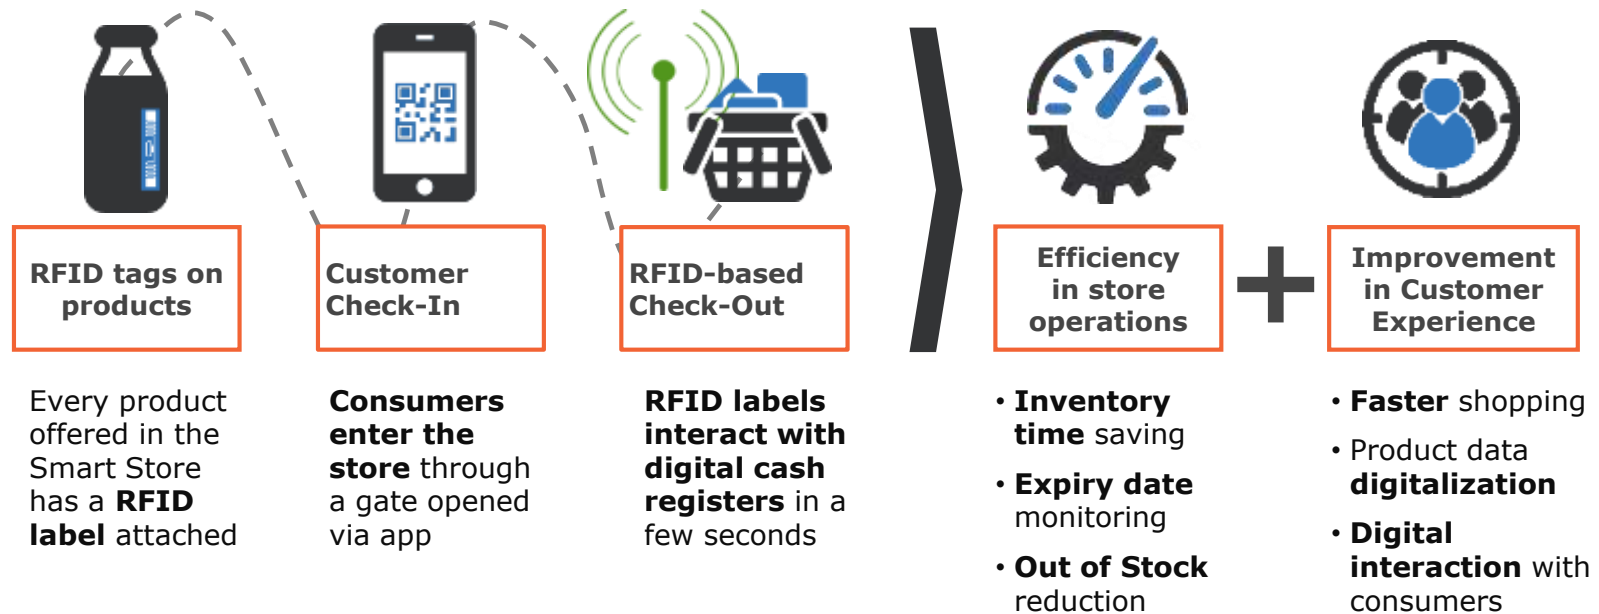 RFID tags on
products
Customer
Check-In
RFID-based
Check-Out
Efficiency
in store
operations
Improvement
in Customer
Experience
Every product
offered in the
Smart Store
has a RFID
label attached
Consumers
enter the
store through
a gate opened
via app
RFID labels
interact with
digital cash
registers in a
few seconds
• Inventory
time saving
• Expiry date
monitoring
• Out of Stock
reduction
• Faster shopping
• Product data
digitalization
• Digital
interaction with
consumers